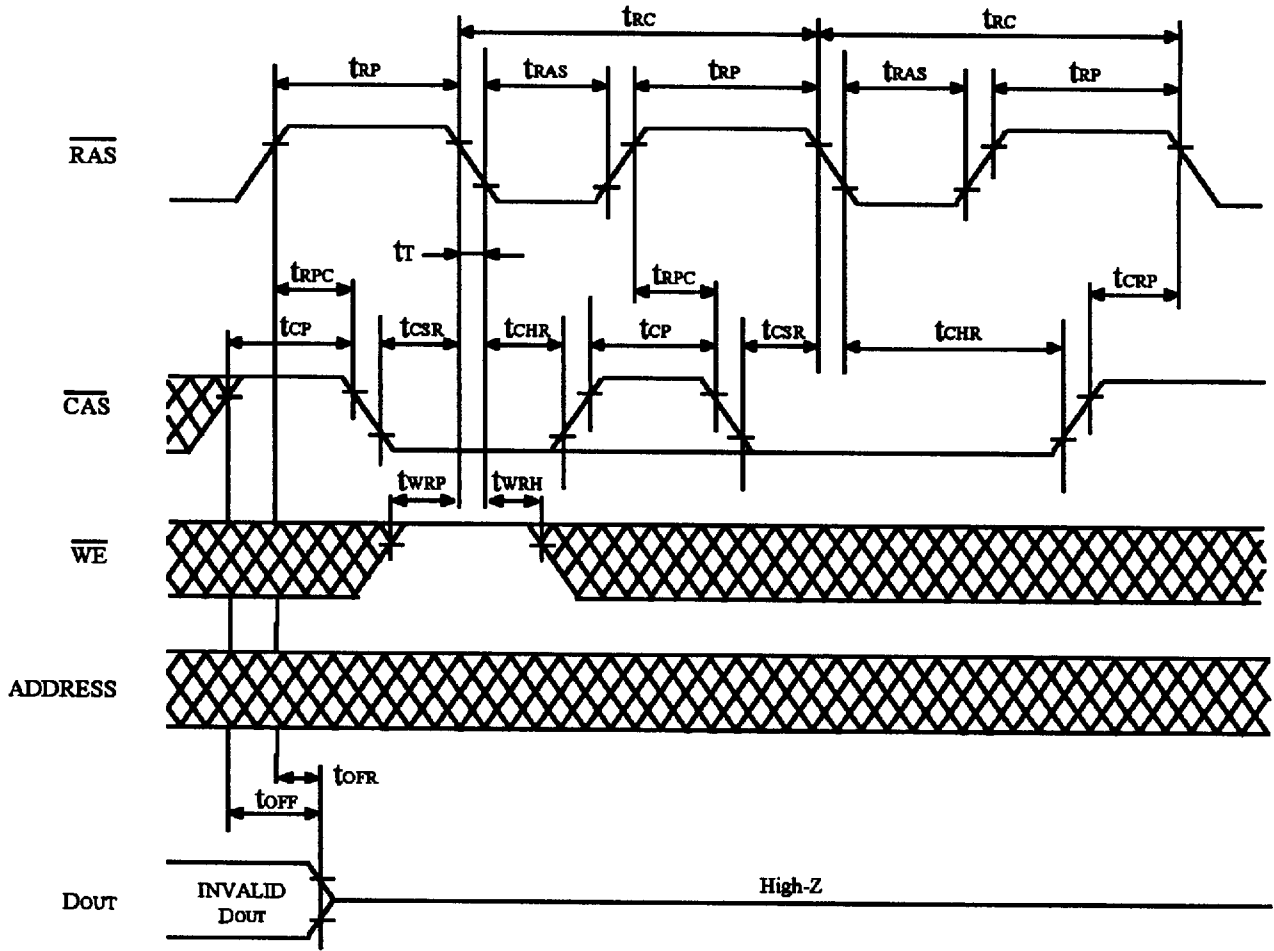 tRC tRC
tRP tRAS tRP tRAS tRP
RAS
tT
tRPC tRPC tCRP
tCP tCSR tCHR tCP tCSR tCHR
CAS
tWRP tWRH
WE
ADDRESS
tOFR
tOFF
INVALID
DOUT
High-Z
DOUT